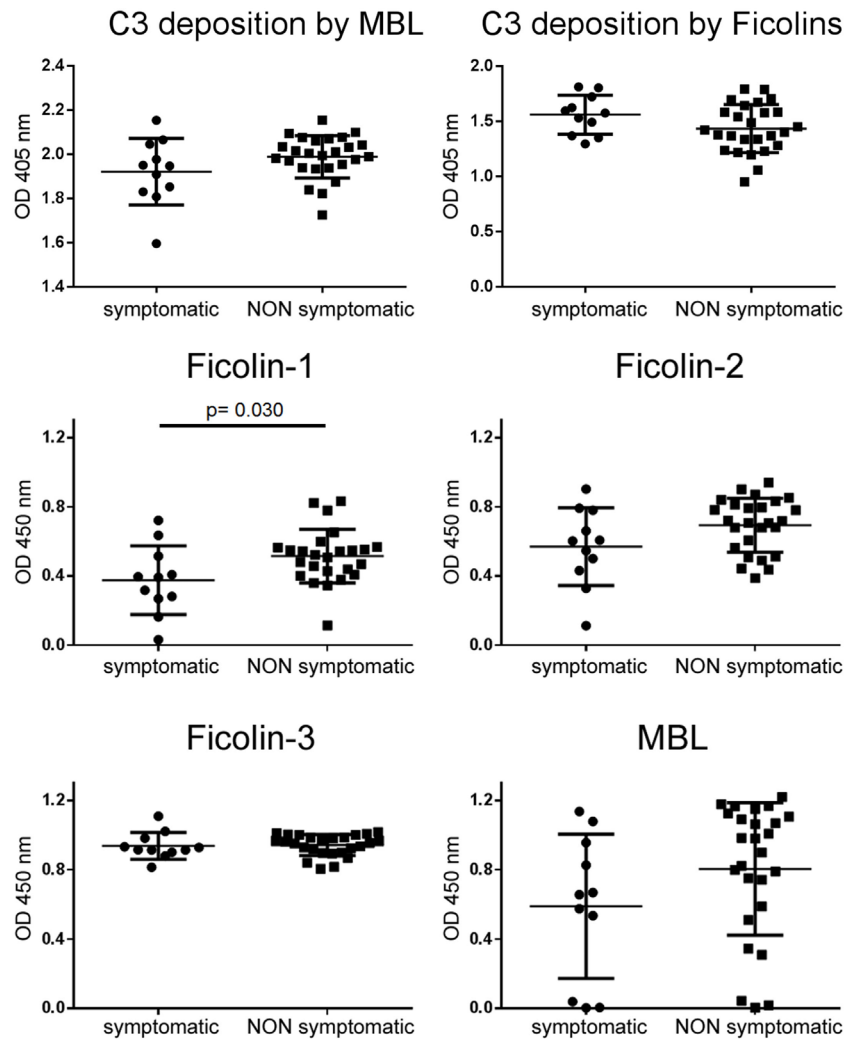 C3 deposition by MBL
OD 405 nm
2.4
2.2
2.0
1.8
1.6
1.4
symptomatic NON symptomatic
C3 deposition by Ficolins
OD 405 nm
2.0
1.5
1.0
0.5
0.0
symptomatic NON symptomatic
Ficolin-1
p= 0.030
OD 450 nm
1.2
0.8
0.4
0.0
symptomatic NON symptomatic
Ficolin-2
OD 450 nm
1.2
0.8
0.4
0.0
symptomatic NON symptomatic
Ficolin-3
OD 450 nm
1.2
0.8
0.4
0.0
symptomatic NON symptomatic
MBL
OD 450 nm
1.2
0.8
0.4
0.0
symptomatic NON symptomatic